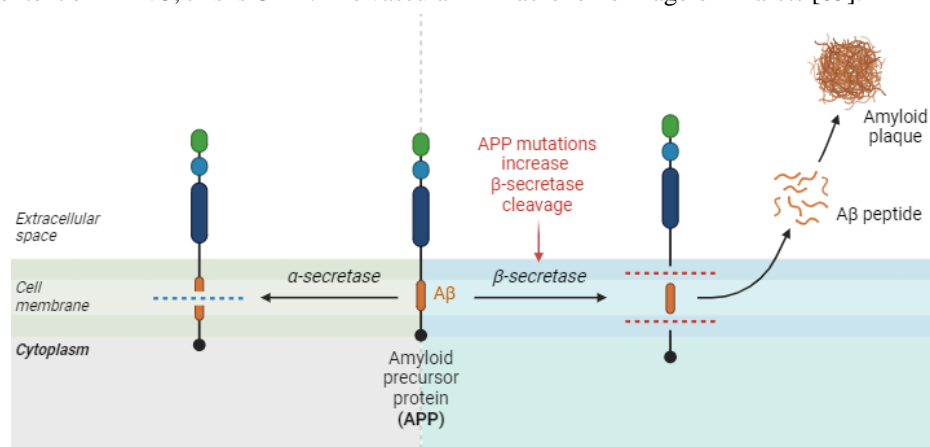 Amyloid
plaque
APP mutations
increase
β-secretase
cleavage
Aβ peptide
Extracellular
space
α-secretase
β-secretase
Cell
membrane
Aβ
Cytoplasm
Amyloid
precursor
protein
(APP)